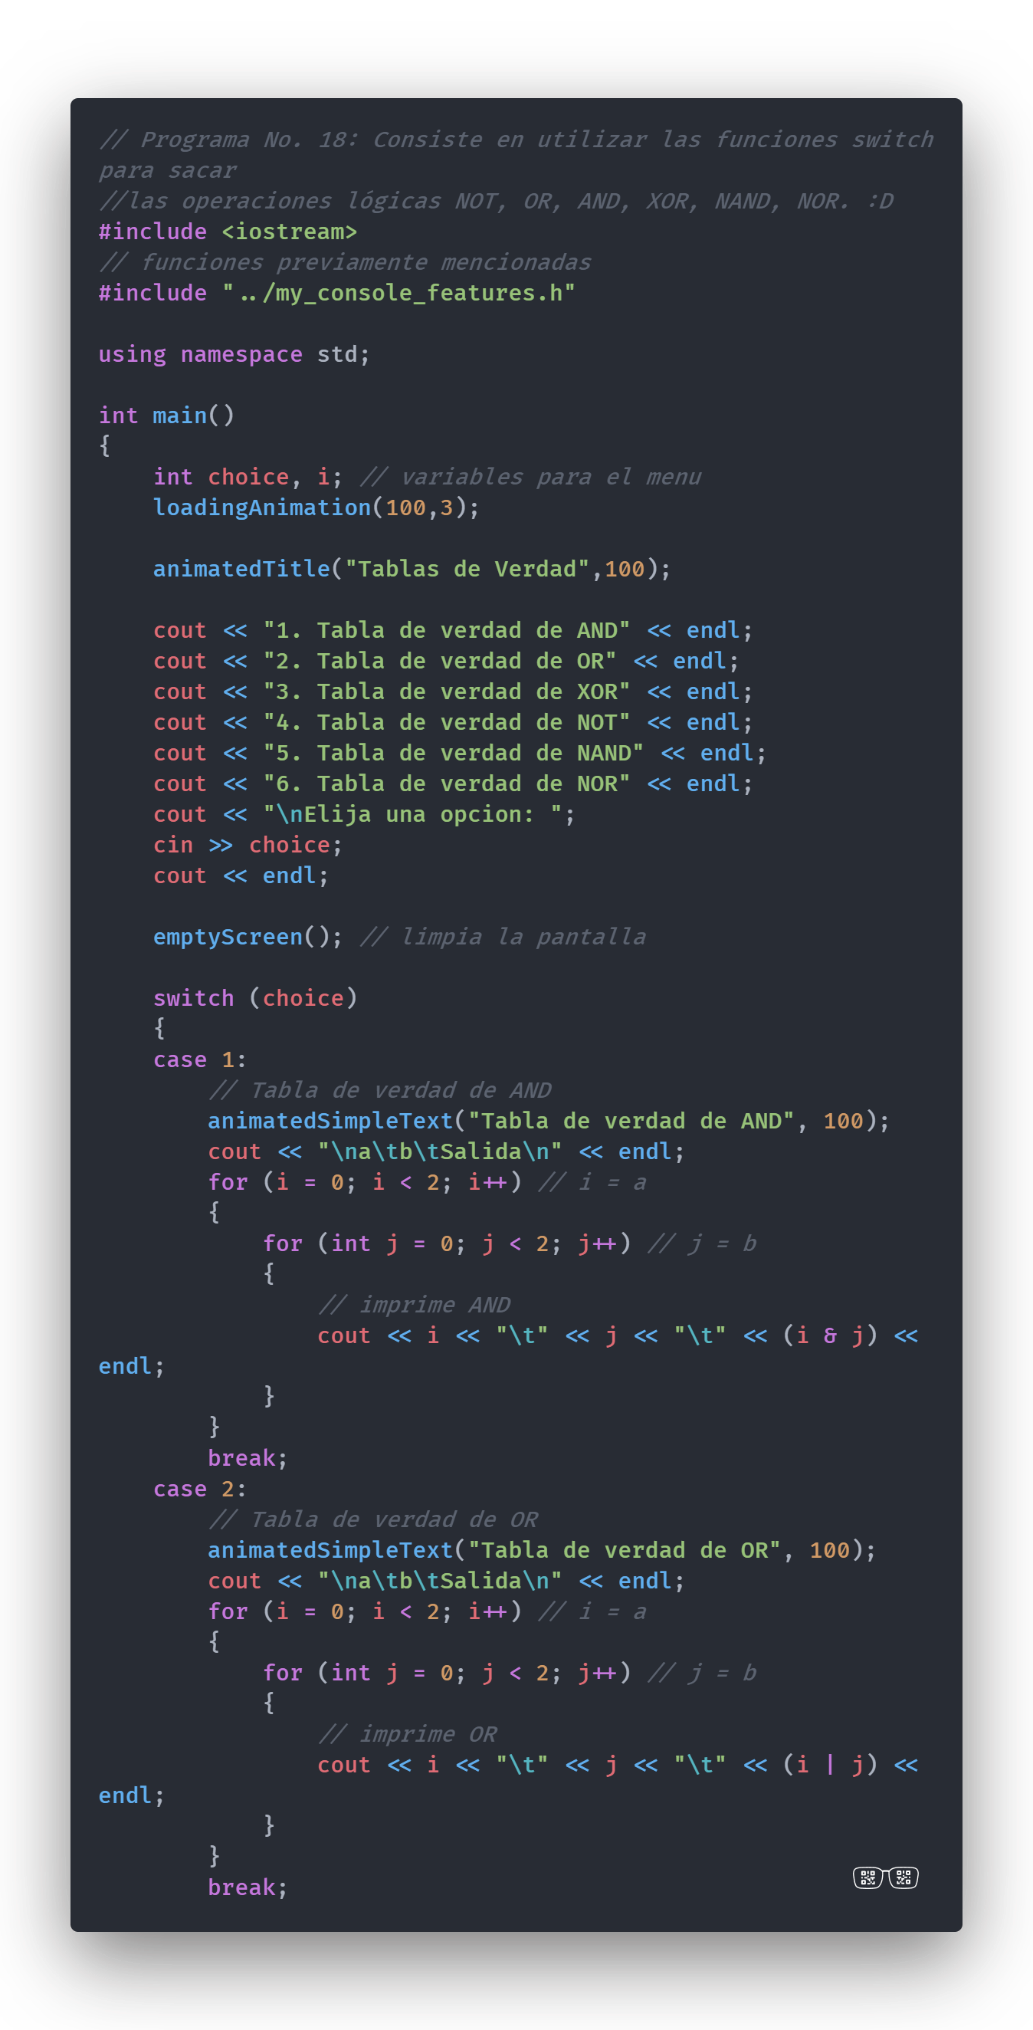 // Programa No. 18: Consiste en utilizar las funciones switch
para sacar
//las operaciones lógicas NOT, OR, AND, XOR, NAND, NOR. :D
#include <iostream>
// funciones previamente mencionadas
#include "../my_console_features.h"

using namespace std;

int main()
{
    int choice, i; // variables para el menu
    loadingAnimation(100,3);

    animatedTitle("Tablas de Verdad",100);

    cout << "1. Tabla de verdad de AND" << endl;
    cout << "2. Tabla de verdad de OR" << endl;
    cout << "3. Tabla de verdad de XOR" << endl;
    cout << "4. Tabla de verdad de NOT" << endl;
    cout << "5. Tabla de verdad de NAND" << endl;
    cout << "6. Tabla de verdad de NOR" << endl;
    cout << "\nElija una opcion: ";
    cin >> choice;
    cout << endl;

    emptyScreen(); // limpia la pantalla

    switch (choice)
    {
    case 1:
        // Tabla de verdad de AND
        animatedSimpleText("Tabla de verdad de AND", 100);
        cout << "\na\tb\tSalida\n" << endl;
        for (i = 0; i < 2; i++) // i = a
        {
            for (int j = 0; j < 2; j++) // j = b
            {
                // imprime AND
                cout << i << "\t" << j << "\t" << (i & j) <<
endl;
            }
        }
        break;
    case 2:
        // Tabla de verdad de OR
        animatedSimpleText("Tabla de verdad de OR", 100);
        cout << "\na\tb\tSalida\n" << endl;
        for (i = 0; i < 2; i++) // i = a
        {
            for (int j = 0; j < 2; j++) // j = b
            {
                // imprime OR
                cout << i << "\t" << j << "\t" << (i | j) <<
endl;
            }
        }
        break;